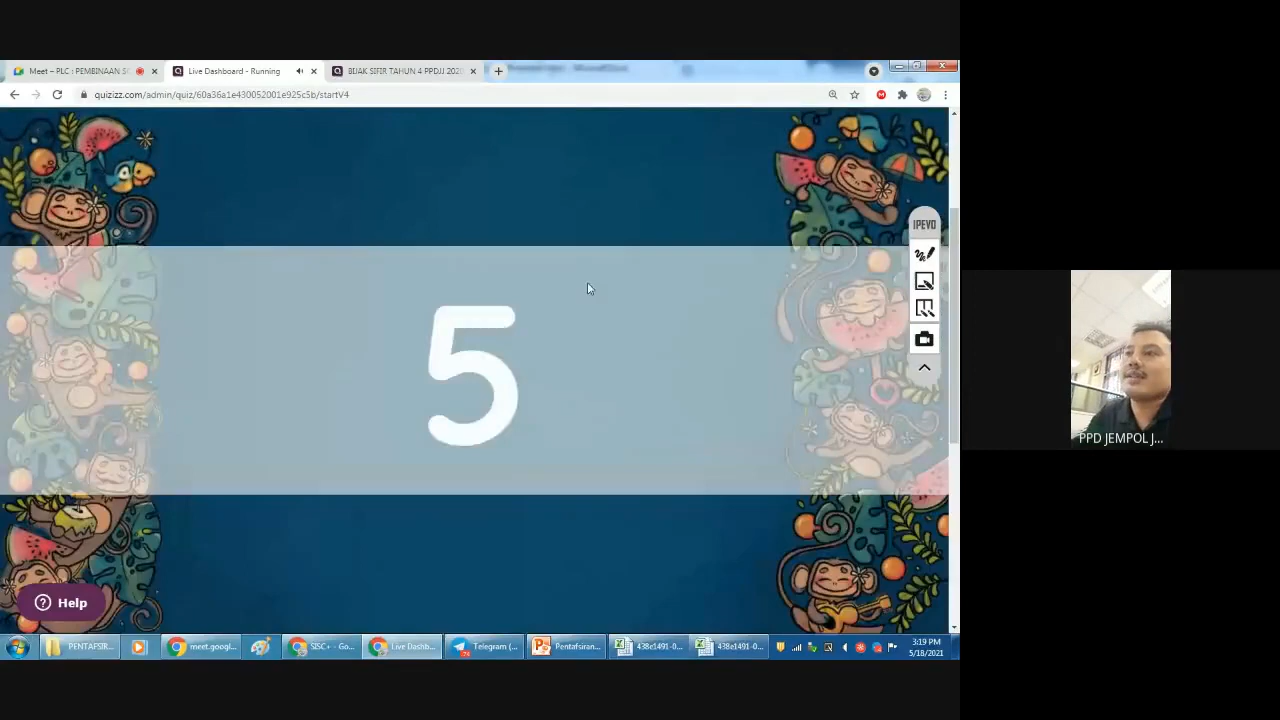 Meet – PLC : PEMBINAAN S
Live Dashboard - Running
BIJAK SIFIR TAHUN 4 PPDJJ 202
quizizz.com/admin/quiz/60a36a1e430052001e925c5b/startV4
IPEVO
5
PPD JEMPOL J...
Help
PENTAFSIR...
meet.googl...
SISC+ - Go...
Live Dashb...
Telegram (...
Pentafsiran...
438e1491-0...
438e1491-0...
3:19 PM
5/18/2021